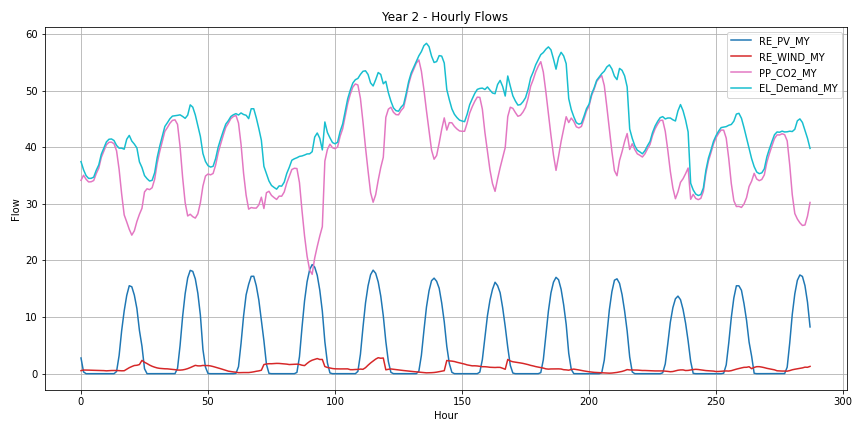 Year 2 - Hourly Flows
RE_PV_MY
RE_WIND_MY
PP_CO2_MY
EL_Demand_MY
60
50
40
30
20
10
0
Flow
0 50 100 150 200 250 300
Hour